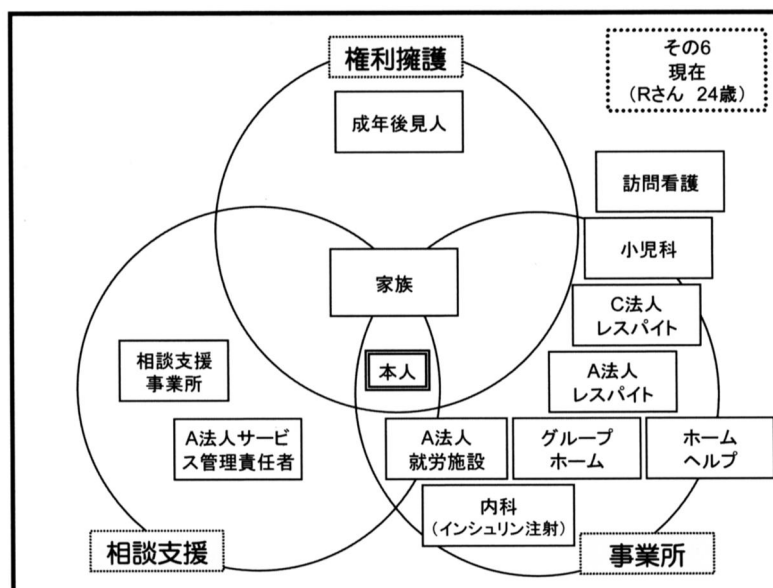 権利擁護
その6
現在
(Rさん 24歳)
成年後見人
訪問看護
小児科
家族
C法人
レスパイト
相談支援
事業所
本人
A法人
レスパイト
A法人サービ
ス管理責任者
A法人
就労施設
グループ
ホーム
ホーム
ヘルプ
内科
(インシュリン注射)
相談支援
事業所